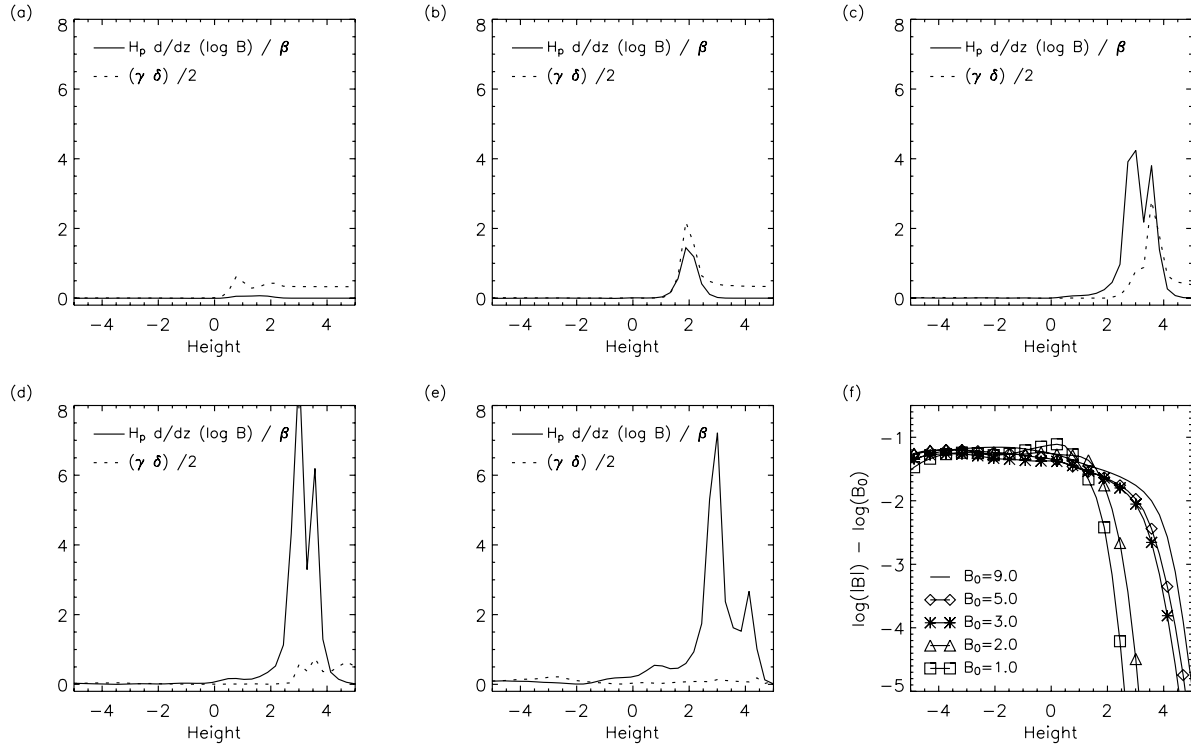 (a)
8
6
4
2
0
H_p d/dz (log B) / β
(γ δ) /2
−4 −2 0 2 4
Height
(b)
8
6
4
2
0
H_p d/dz (log B) / β
(γ δ) /2
−4 −2 0 2 4
Height
(c)
8
6
4
2
0
H_p d/dz (log B) / β
(γ δ) /2
−4 −2 0 2 4
Height
(d)
8
6
4
2
0
H_p d/dz (log B) / β
(γ δ) /2
−4 −2 0 2 4
Height
(e)
8
6
4
2
0
H_p d/dz (log B) / β
(γ δ) /2
−4 −2 0 2 4
Height
(f)
log(|B|) − log(B₀)
−1
−2
−3
−4
−5
B₀=9.0
B₀=5.0
B₀=3.0
B₀=2.0
B₀=1.0
−4 −2 0 2 4
Height